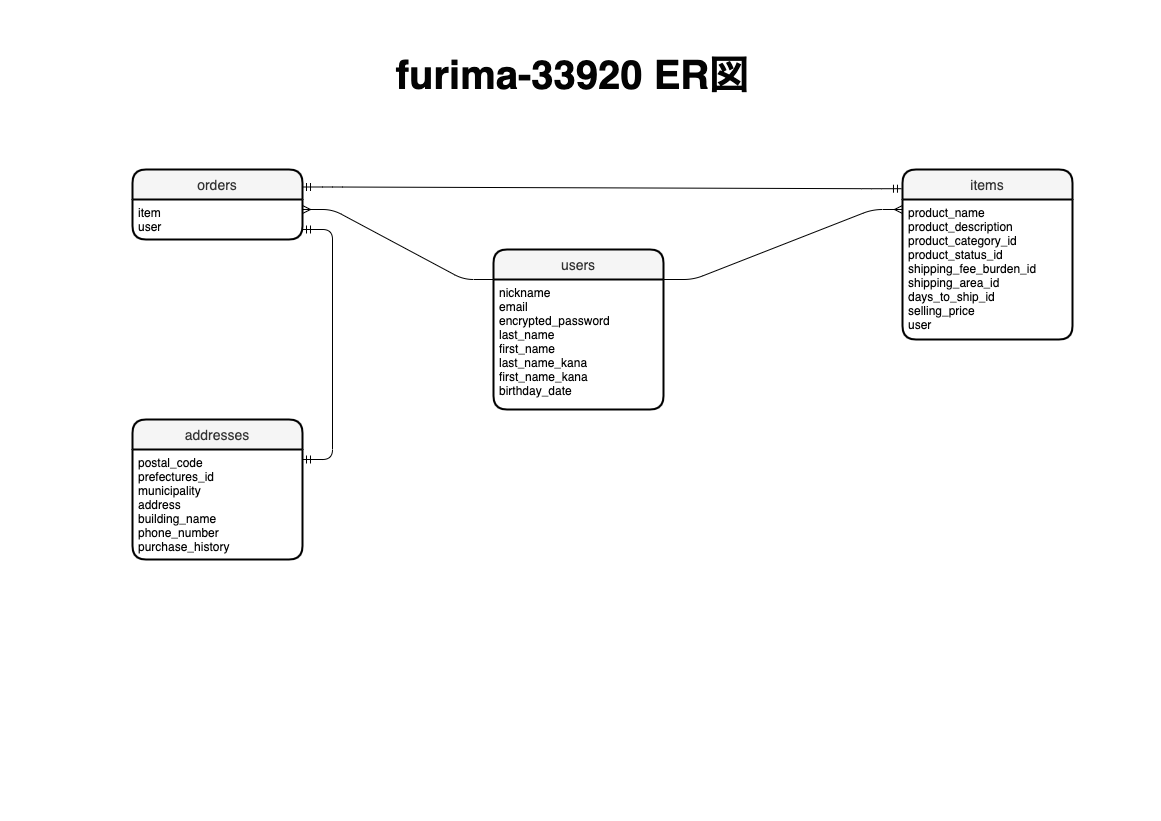 furima-33920 ER図
orders
item
user
items
product_name
product_description
product_category_id
product_status_id
shipping_fee_burden_id
shipping_area_id
days_to_ship_id
selling_price
user
users
nickname
email
encrypted_password
last_name
first_name
last_name_kana
first_name_kana
birthday_date
addresses
postal_code
prefectures_id
municipality
address
building_name
phone_number
purchase_history